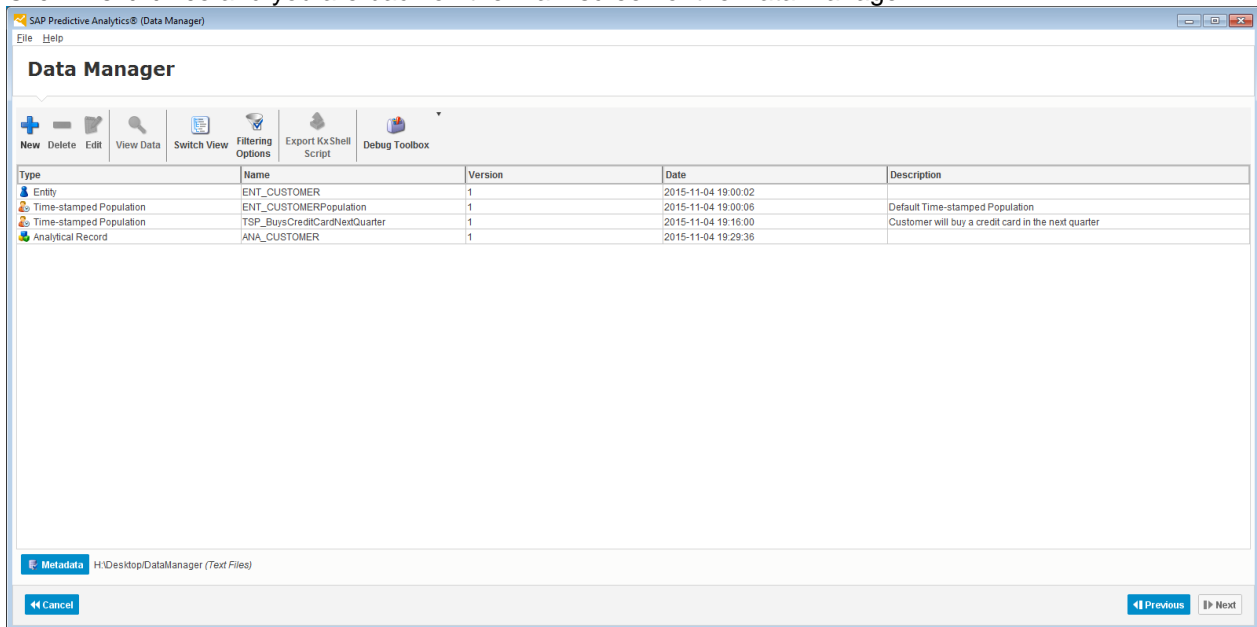 SAP Predictive Analytics® (Data Manager)
File Help
Data Manager
New Delete Edit View Data Switch View Filtering Options Export KxShell Script Debug Toolbox
Type Name Version Date Description
Entity ENT_CUSTOMER 1 2015-11-04 19:00:02
Time-stamped Population ENT_CUSTOMERPopulation 1 2015-11-04 19:00:06 Default Time-stamped Population
Time-stamped Population TSP_BuysCreditCardNextQuarter 1 2015-11-04 19:16:00 Customer will buy a credit card in the next quarter
Analytical Record ANA_CUSTOMER 1 2015-11-04 19:29:36
Metadata H:\Desktop/DataManager (Text Files)
Cancel Previous Next